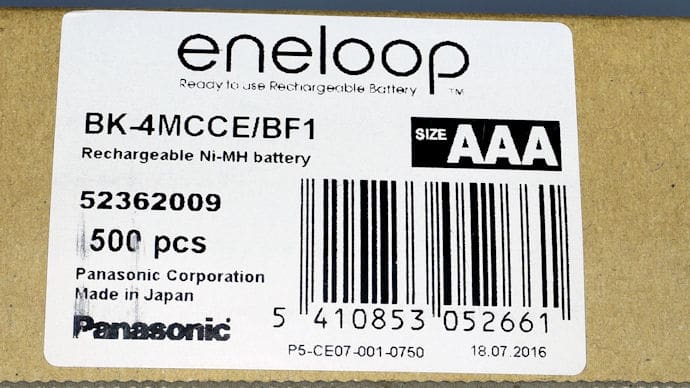 eneloop
Ready to use Rechargeable Battery ™
BK-4MCCE/BF1
Rechargeable Ni-MH battery
SIZE AAA
52362009
500 pcs
Panasonic Corporation
Made in Japan
Panasonic
5 410853 052661
P5-CE07-001-0750 18.07.2016